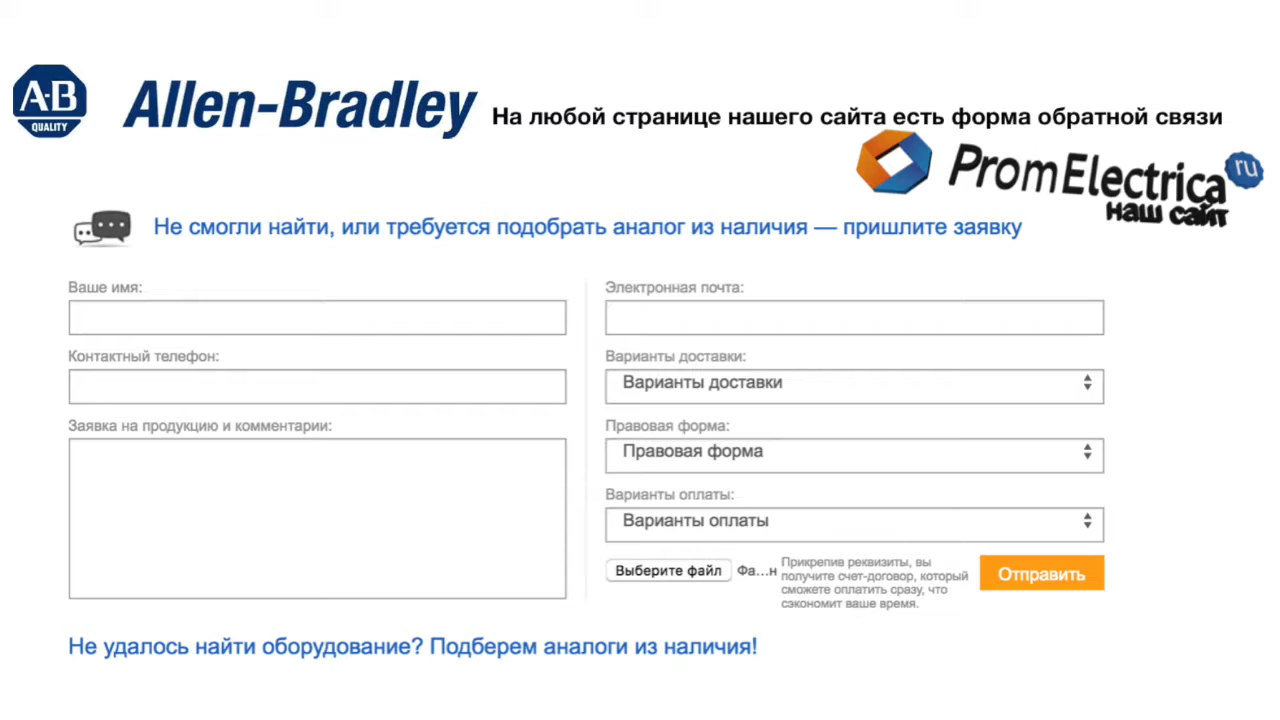 A-B
QUALITY
Allen-Bradley
На любой странице нашего сайта есть форма обратной связи
PromElectrica ru
наш сайт
Не смогли найти, или требуется подобрать аналог из наличия — пришлите заявку
Ваше имя:
Электронная почта:
Контактный телефон:
Варианты доставки:
Варианты доставки
Заявка на продукцию и комментарии:
Правовая форма:
Правовая форма
Варианты оплаты:
Варианты оплаты
Выберите файл Фа...н
Прикрепив реквизиты, вы
получите счет-договор, который
сможете оплатить сразу, что
сэкономит ваше время.
Отправить
Не удалось найти оборудование? Подберем аналоги из наличия!